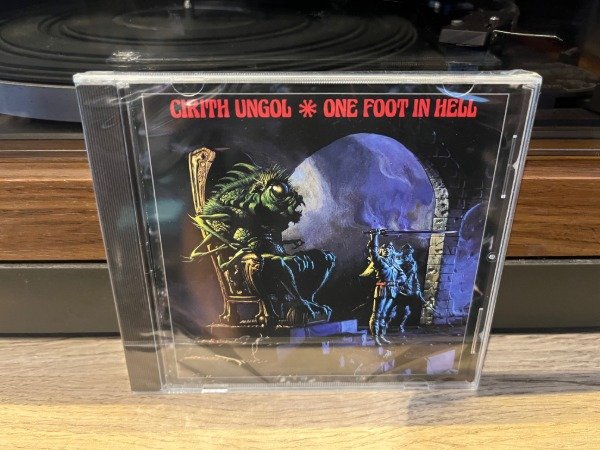 CIRITH UNGOL * ONE FOOT IN HELL